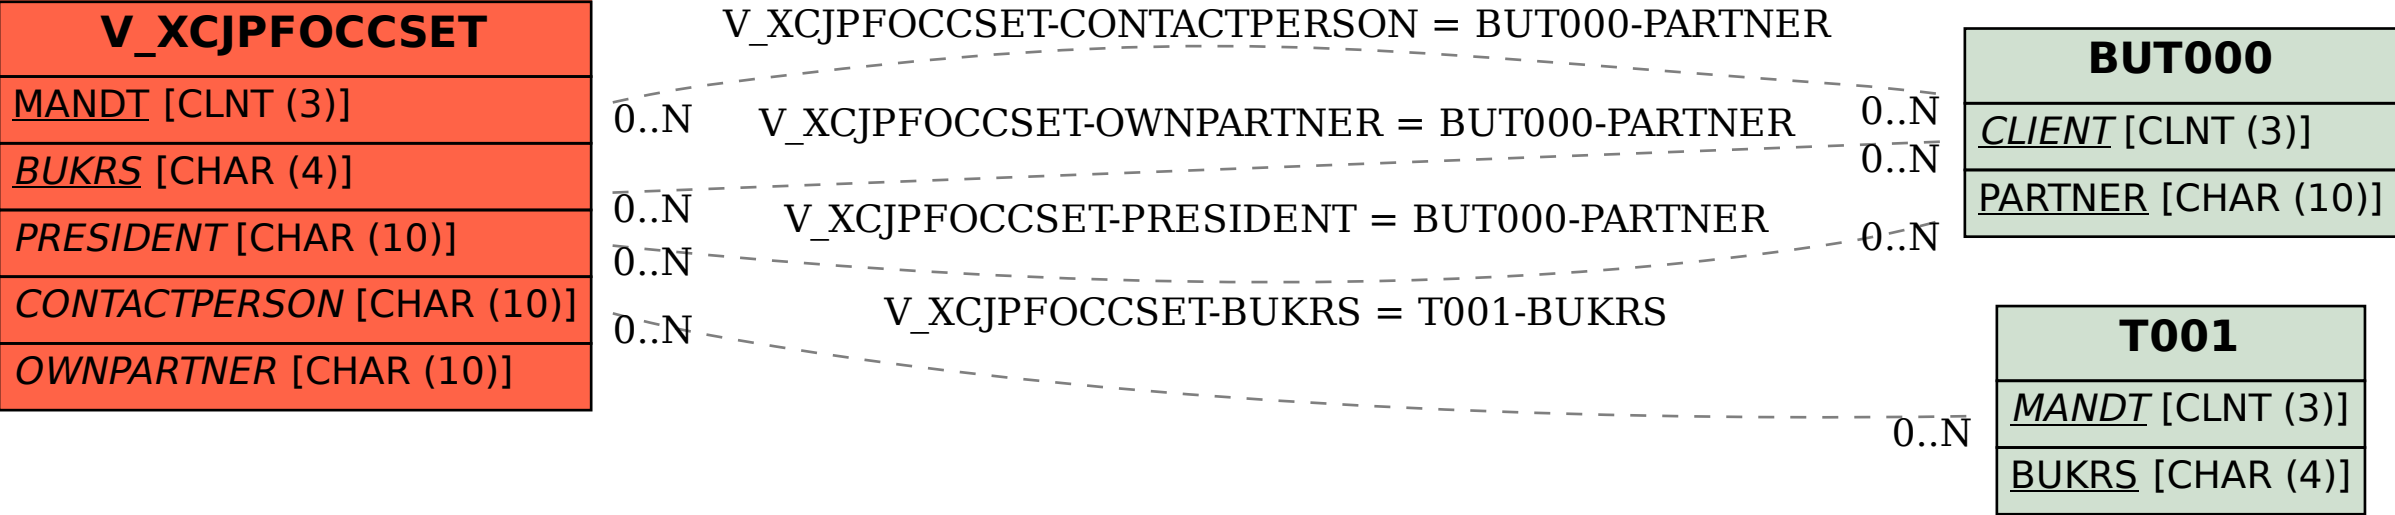 V_XCJPFOCCSET
MANDT [CLNT (3)]
BUKRS [CHAR (4)]
PRESIDENT [CHAR (10)]
CONTACTPERSON [CHAR (10)]
OWNPARTNER [CHAR (10)]
V_XCJPFOCCSET-CONTACTPERSON = BUT000-PARTNER
0..N
0..N
V_XCJPFOCCSET-OWNPARTNER = BUT000-PARTNER
0..N
0..N
V_XCJPFOCCSET-PRESIDENT = BUT000-PARTNER
0..N
0..N
V_XCJPFOCCSET-BUKRS = T001-BUKRS
0..N
0..N
BUT000
CLIENT [CLNT (3)]
PARTNER [CHAR (10)]
T001
MANDT [CLNT (3)]
BUKRS [CHAR (4)]